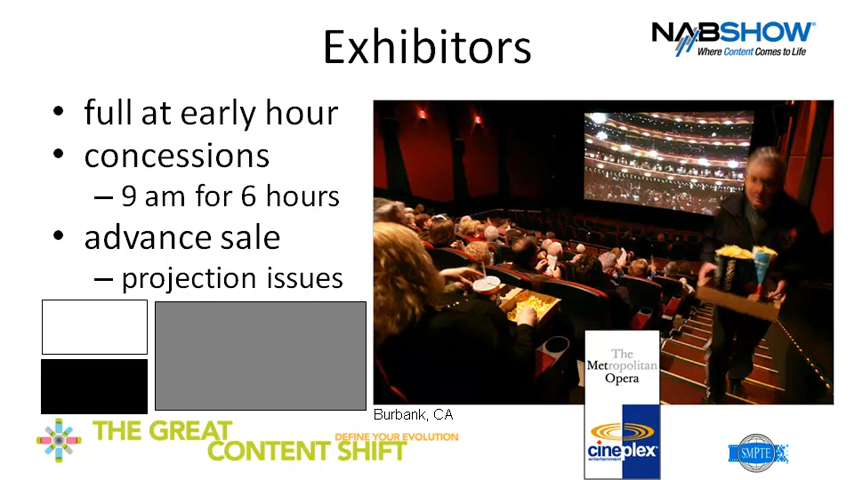 Exhibitors
NABSHOW®
Where Content Comes to Life
• full at early hour
• concessions
– 9 am for 6 hours
• advance sale
– projection issues
Burbank, CA
The
Metropolitan
Opera
cineplex
entertainment
THE GREAT
CONTENT SHIFT
DEFINE YOUR EVOLUTION
SMPTE